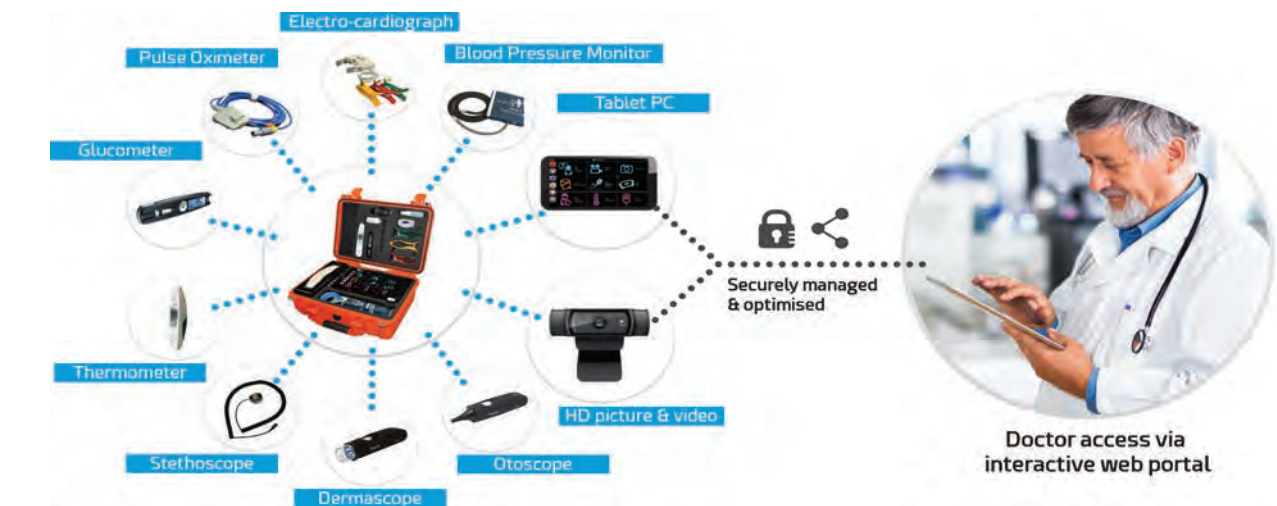 Electro-cardiograph
Pulse Oximeter
Blood Pressure Monitor
Tablet PC
Glucometer
Securely managed
& optimised
Thermometer
HD picture & video
Stethoscope
Otoscope
Dermascope
Doctor access via
interactive web portal